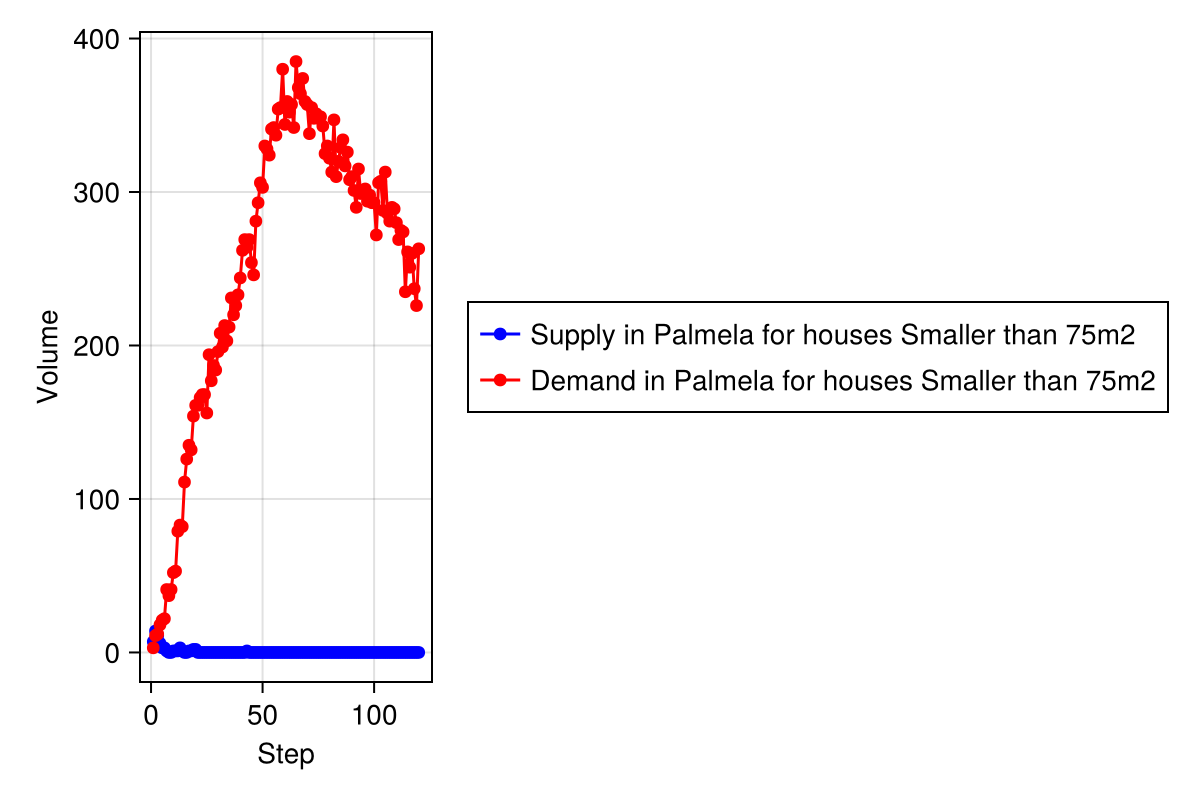 400
300
200
100
0
Volume
0 50 100
Step
Supply in Palmela for houses Smaller than 75m2
Demand in Palmela for houses Smaller than 75m2